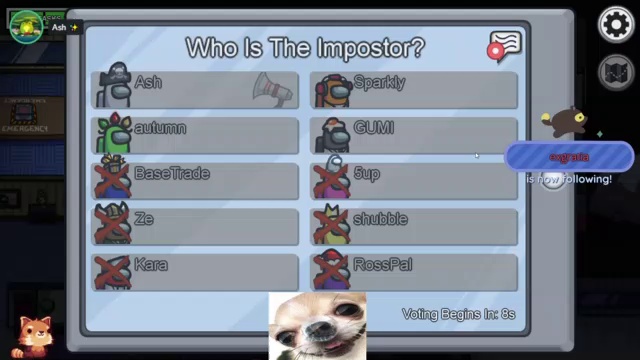 Ash ✨
Who Is The Impostor?
Ash
Sparkly
autumn
GUMI
BaseTrade
5up
Ze
shubble
Kara
RossPal
Voting Begins In: 8s
EMERGENCY
is now following!